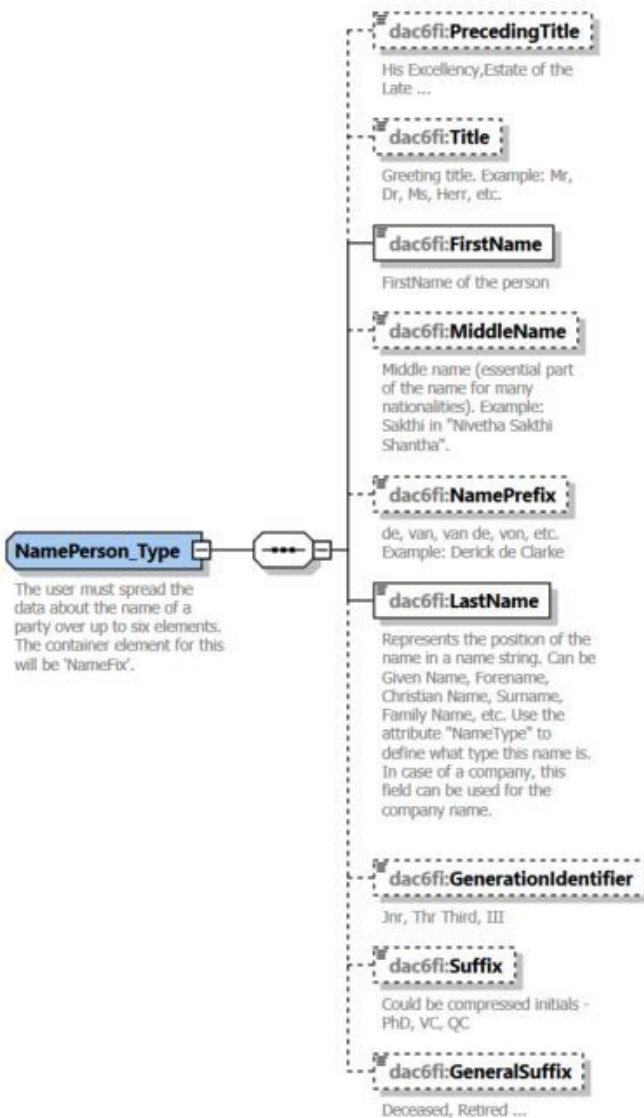 dac6fi:PrecedingTitle
His Excellency,Estate of the
Late ...
dac6fi:Title
Greeting title. Example: Mr,
Dr, Ms, Herr, etc.
dac6fi:FirstName
FirstName of the person
dac6fi:MiddleName
Middle name (essential part
of the name for many
nationalities). Example:
Sakthi in "Nivetha Sakthi
Shantha".
dac6fi:NamePrefix
de, van, van de, von, etc.
Example: Derick de Clarke
NamePerson_Type
The user must spread the
data about the name of a
party over up to six elements.
The container element for this
will be 'NameFix'.
dac6fi:LastName
Represents the position of the
name in a name string. Can be
Given Name, Forename,
Christian Name, Surname,
Family Name, etc. Use the
attribute "NameType" to
define what type this name is.
In case of a company, this
field can be used for the
company name.
dac6fi:GenerationIdentifier
Jnr, Thr Third, III
dac6fi:Suffix
Could be compressed initials -
PhD, VC, QC
dac6fi:GeneralSuffix
Deceased, Retired ...